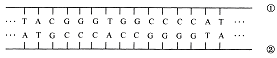 ①
··· T A C G G G T G G C C C C A T ···
··· A T G C C C A C C G G G G T A ···
②